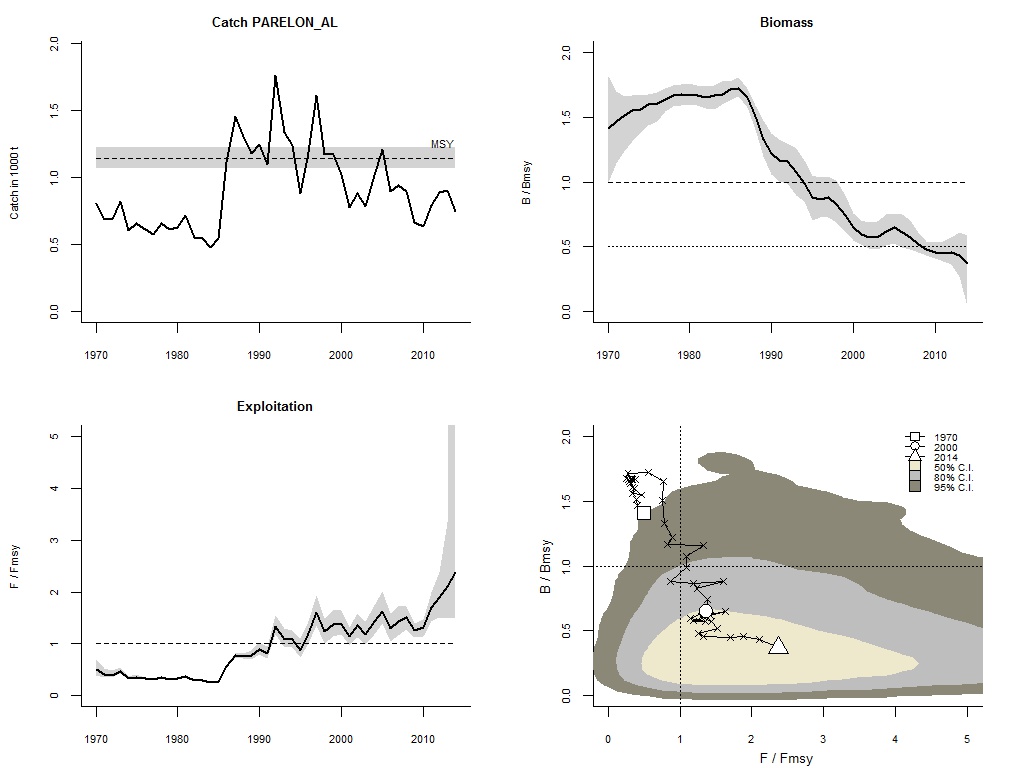 Catch PARELON_AL
Catch in 1000 t
2.0
1.5
1.0
0.5
0.0
MSY
1970 1980 1990 2000 2010
Biomass
B / Bmsy
2.0
1.5
1.0
0.5
0.0
1970 1980 1990 2000 2010
Exploitation
F / Fmsy
5
4
3
2
1
0
1970 1980 1990 2000 2010
B / Bmsy
2.0
1.5
1.0
0.5
0.0
1970
2000
2014
50% C.I.
80% C.I.
95% C.I.
0 1 2 3 4 5
F / Fmsy